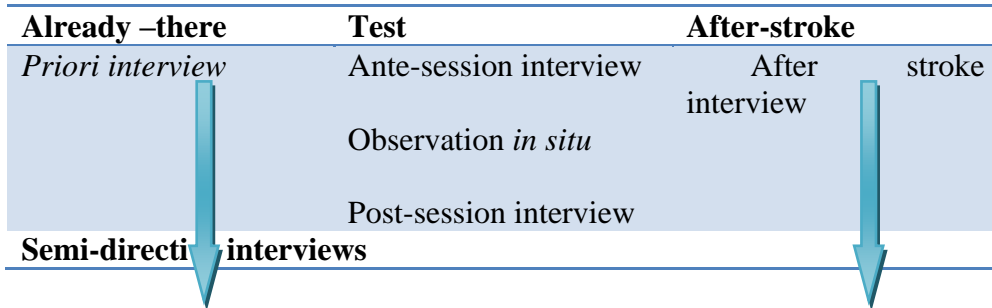 Already –there Test After-stroke
Priori interview Ante-session interview After stroke
interview
Observation in situ
Post-session interview
Semi-directi interviews